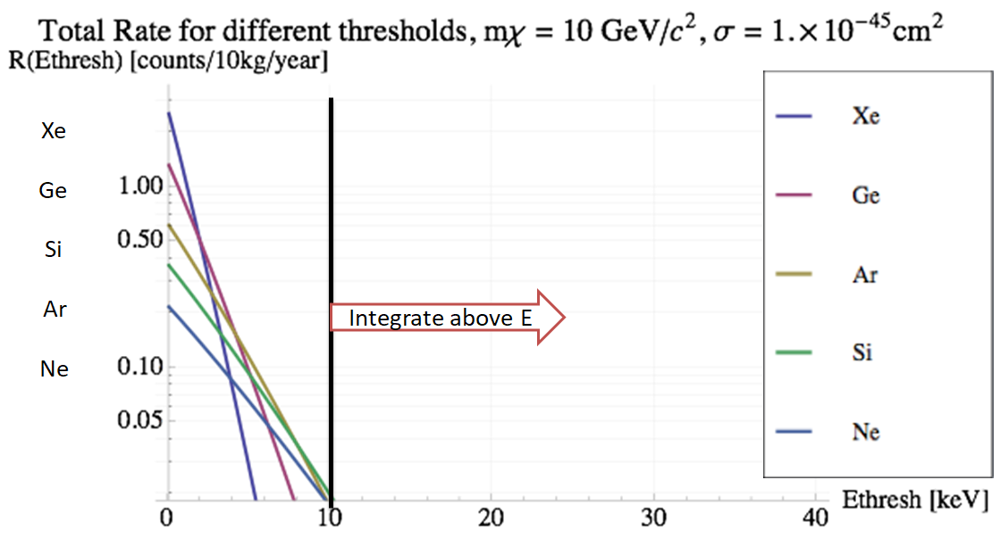 Total Rate for different thresholds, mχ = 10 GeV/c², σ = 1.×10⁻⁴⁵cm²
R(Ethresh) [counts/10kg/year]
Xe
Ge
Si
Ar
Ne
1.00
0.50
0.10
0.05
Integrate above E
0 10 20 30 40
Ethresh [keV]
Xe
Ge
Ar
Si
Ne